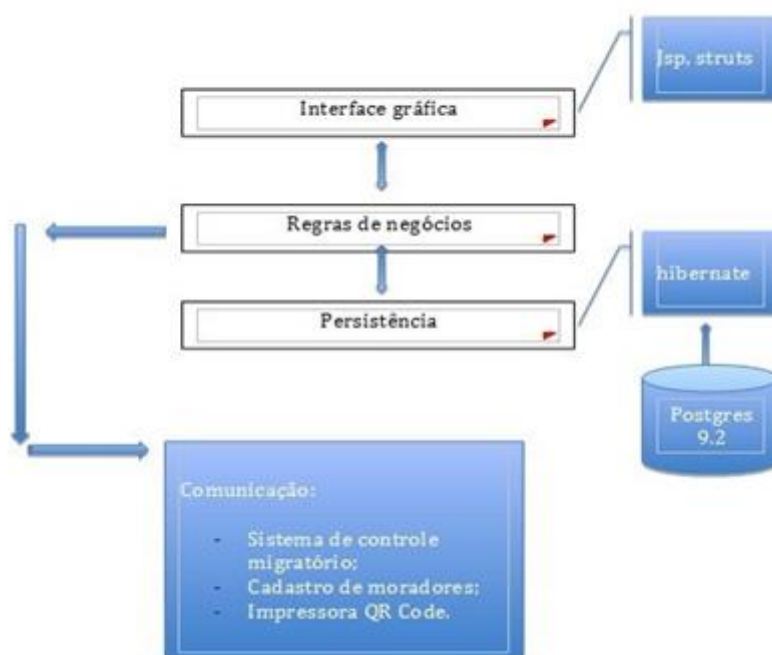 Jsp, struts
Interface gráfica
Regras de negócios
hibernate
Persistência
Postgres
9.2
Comunicação:
- Sistema de controle
migratório;
- Cadastro de moradores;
- Impressora QR Code.